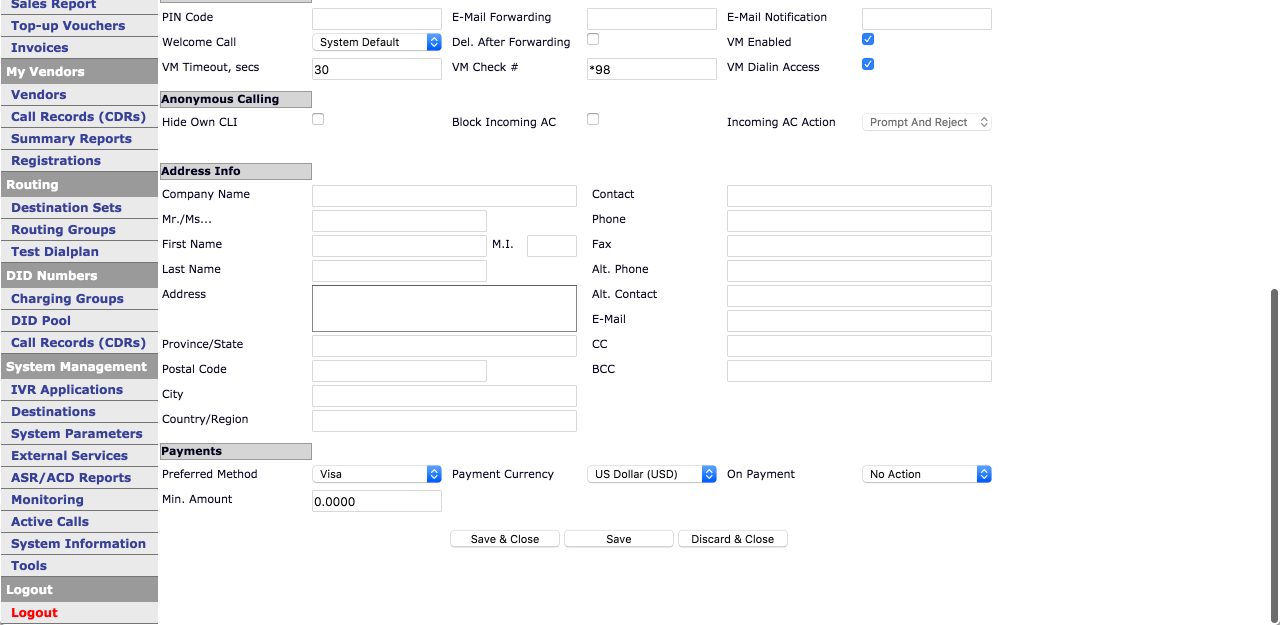 Sales Report
Top-up Vouchers
Invoices
My Vendors
Vendors
Call Records (CDRs)
Summary Reports
Registrations
Routing
Destination Sets
Routing Groups
Test Dialplan
DID Numbers
Charging Groups
DID Pool
Call Records (CDRs)
System Management
IVR Applications
Destinations
System Parameters
External Services
ASR/ACD Reports
Monitoring
Active Calls
System Information
Tools
Logout
Logout
PIN Code E-Mail Forwarding E-Mail Notification
Welcome Call System Default Del. After Forwarding VM Enabled
VM Timeout, secs 30 VM Check # *98 VM Dialin Access
Anonymous Calling
Hide Own CLI Block Incoming AC Incoming AC Action Prompt And Reject
Address Info
Company Name Contact
Mr./Ms... Phone
First Name M.I. Fax
Last Name Alt. Phone
Address Alt. Contact
E-Mail
Province/State CC
Postal Code BCC
City
Country/Region
Payments
Preferred Method Visa Payment Currency US Dollar (USD) On Payment No Action
Min. Amount 0.0000
Save & Close Save Discard & Close